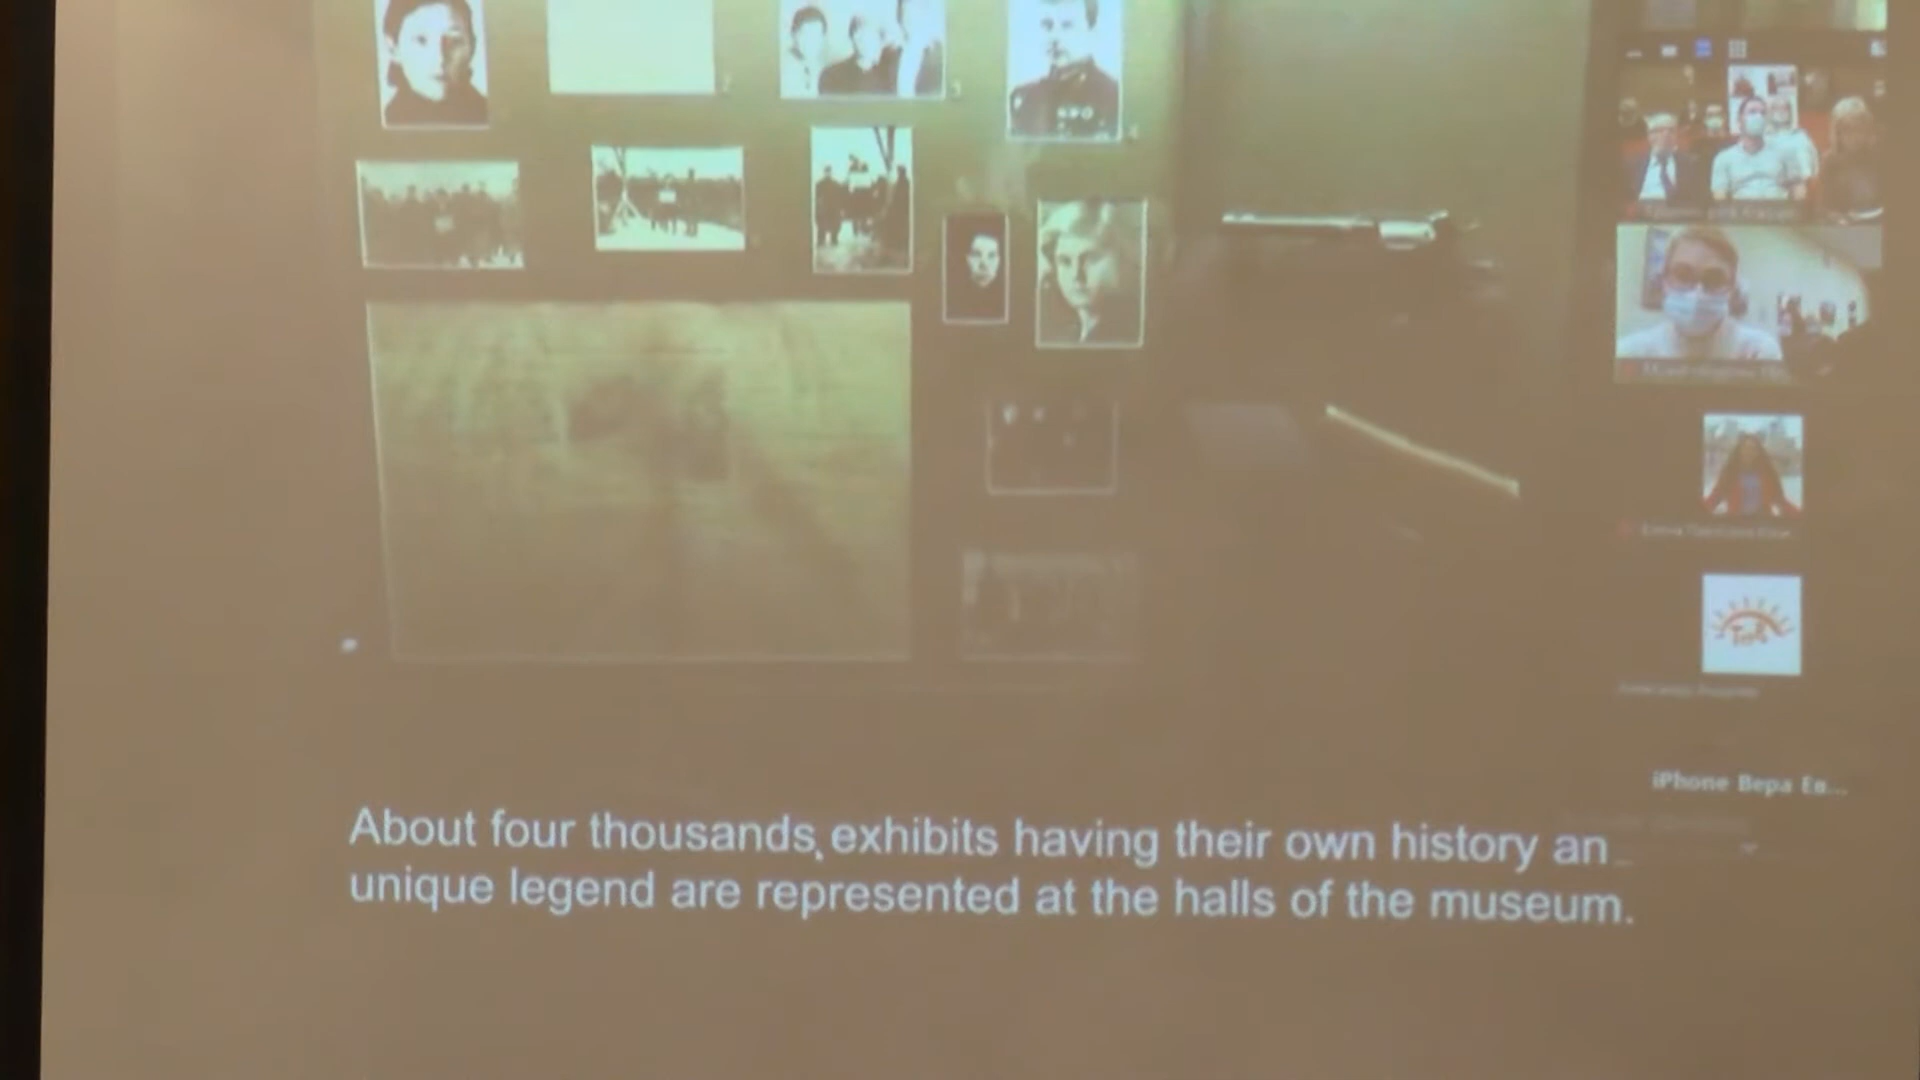 iPhone Вера Ев...
About four thousands exhibits having their own history an
unique legend are represented at the halls of the museum.